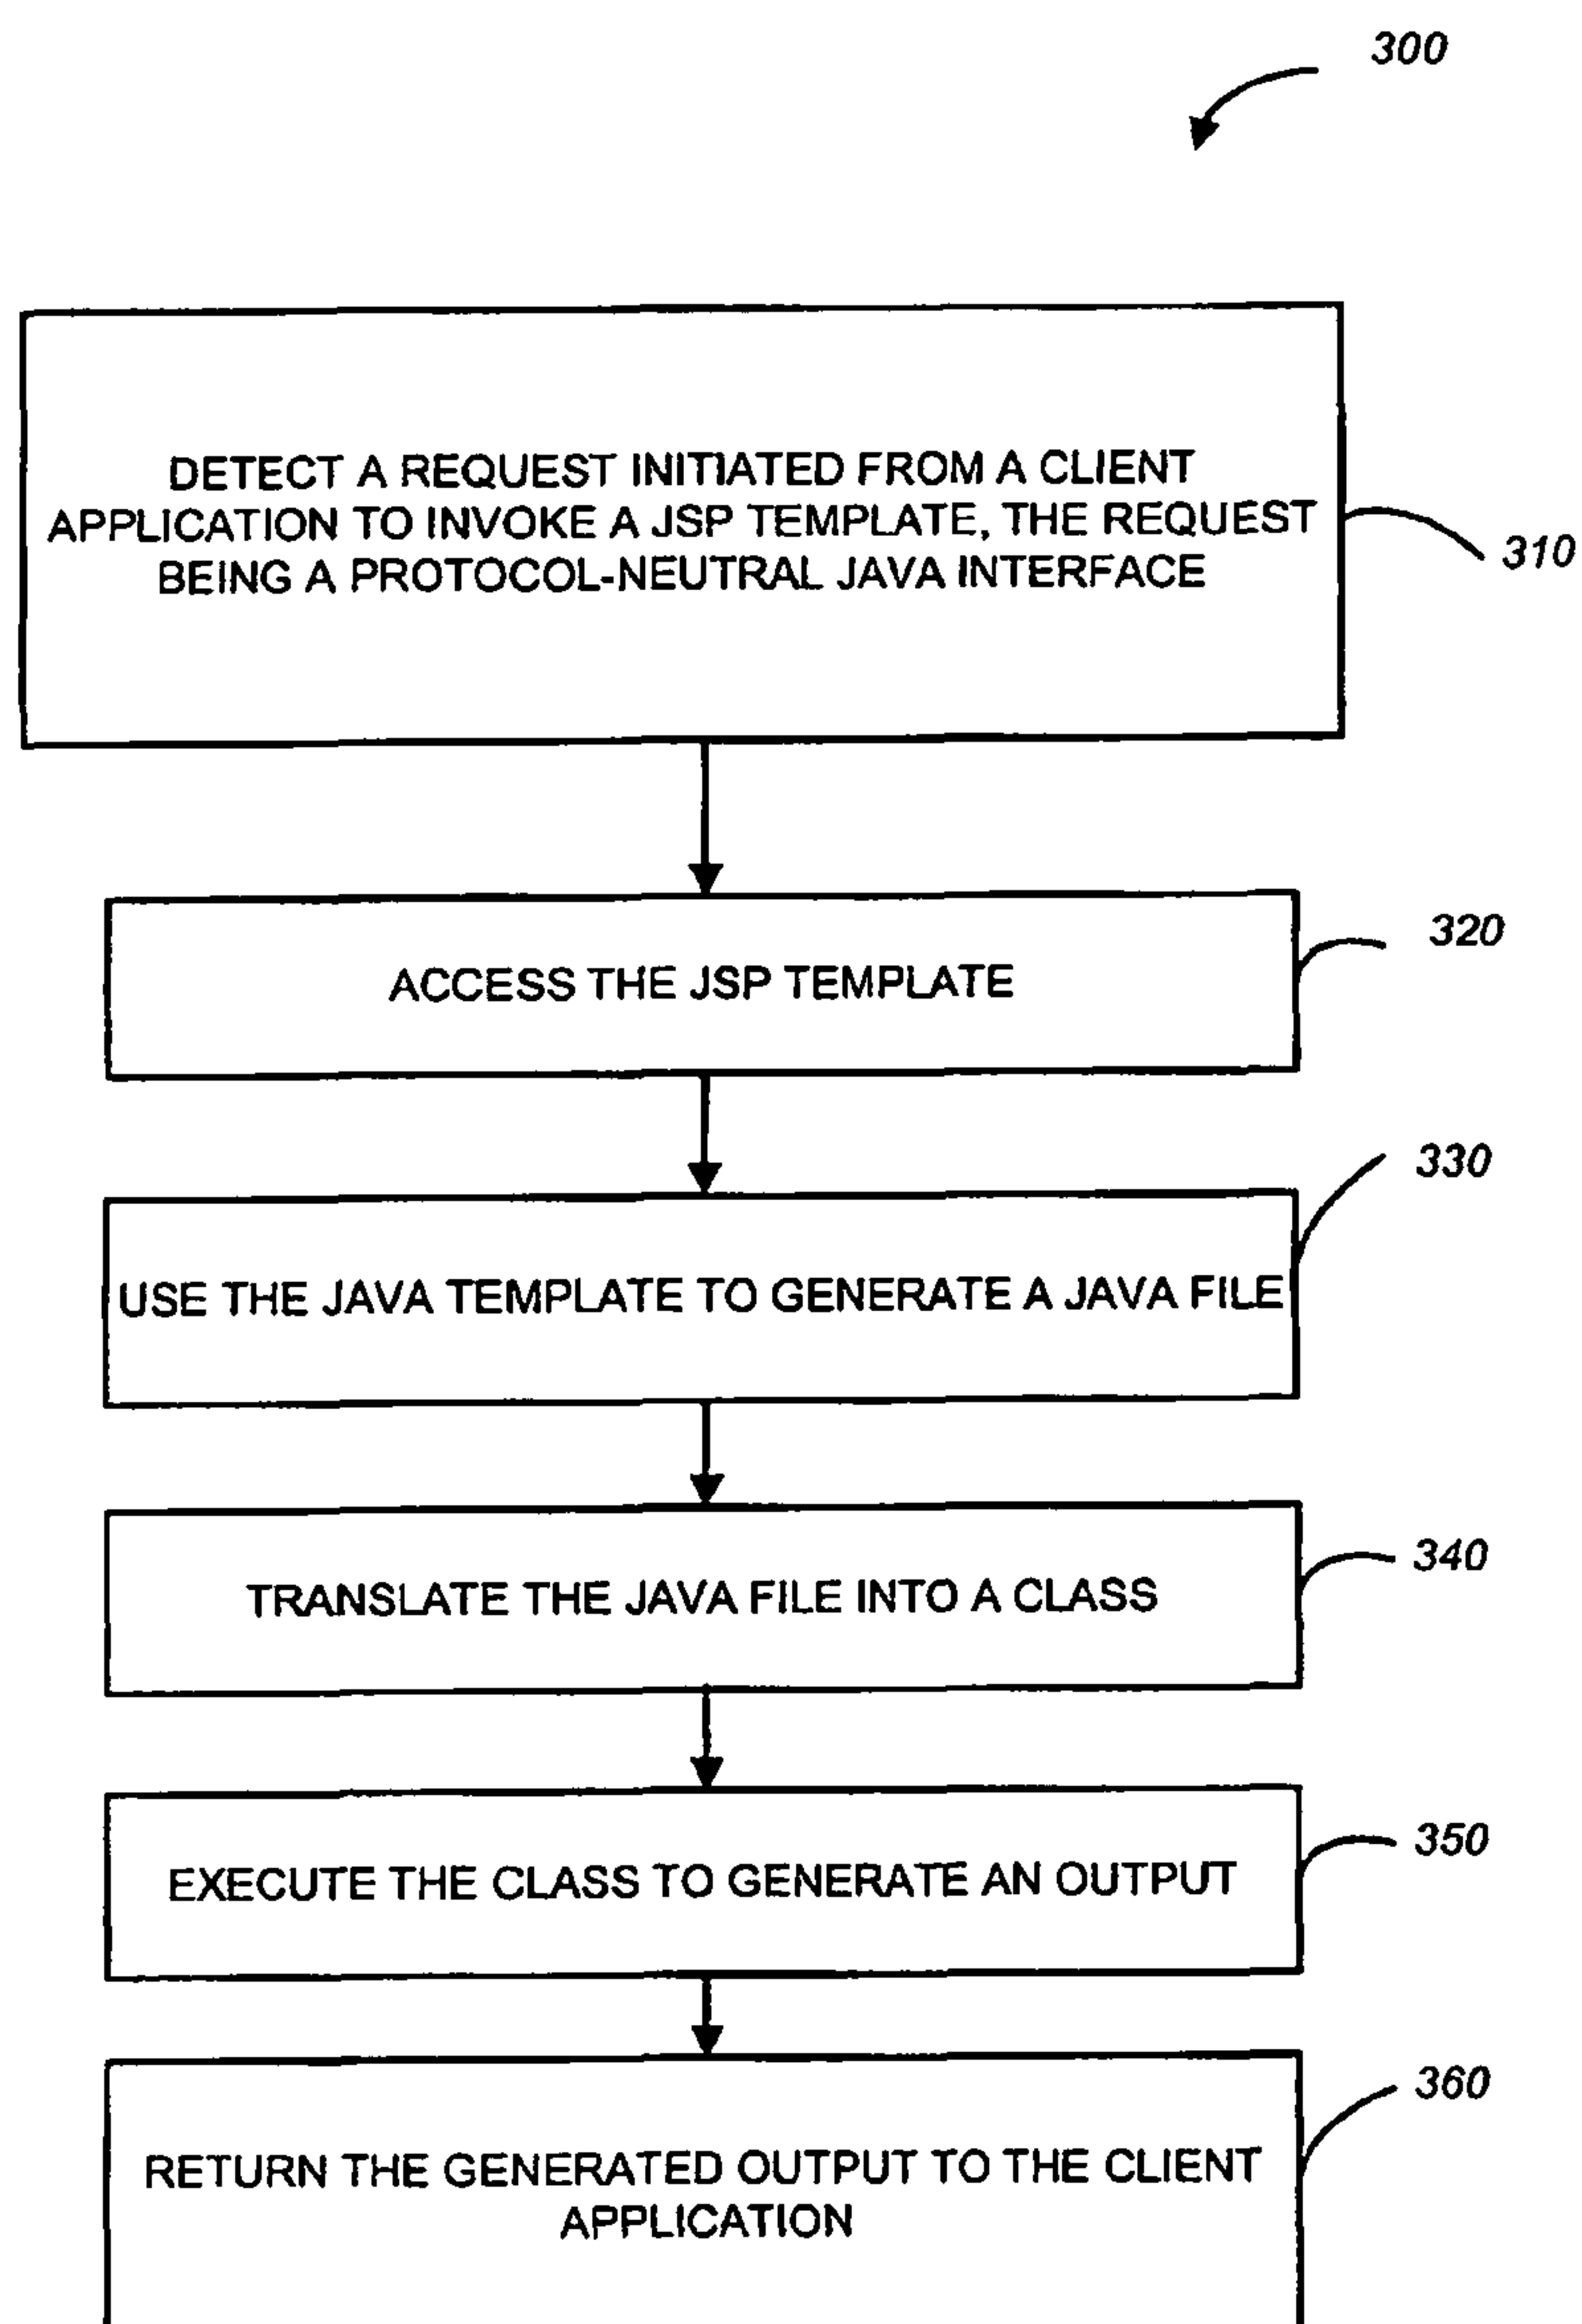 300
DETECT A REQUEST INITIATED FROM A CLIENT
APPLICATION TO INVOKE A JSP TEMPLATE, THE REQUEST
BEING A PROTOCOL-NEUTRAL JAVA INTERFACE
310
ACCESS THE JSP TEMPLATE
320
330
USE THE JAVA TEMPLATE TO GENERATE A JAVA FILE
TRANSLATE THE JAVA FILE INTO A CLASS
340
EXECUTE THE CLASS TO GENERATE AN OUTPUT
350
360
RETURN THE GENERATED OUTPUT TO THE CLIENT
APPLICATION